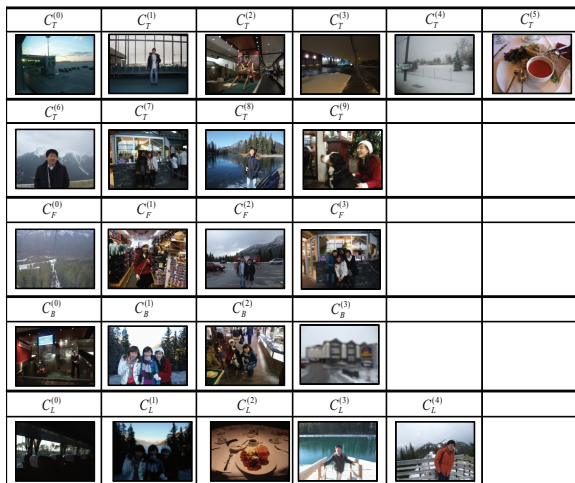 $C_T^{(0)}$ $C_T^{(1)}$ $C_T^{(2)}$ $C_T^{(3)}$ $C_T^{(4)}$ $C_T^{(5)}$
$C_T^{(6)}$ $C_T^{(7)}$ $C_T^{(8)}$ $C_T^{(9)}$
$C_F^{(0)}$ $C_F^{(1)}$ $C_F^{(2)}$ $C_F^{(3)}$
$C_B^{(0)}$ $C_B^{(1)}$ $C_B^{(2)}$ $C_B^{(3)}$
$C_L^{(0)}$ $C_L^{(1)}$ $C_L^{(2)}$ $C_L^{(3)}$ $C_L^{(4)}$